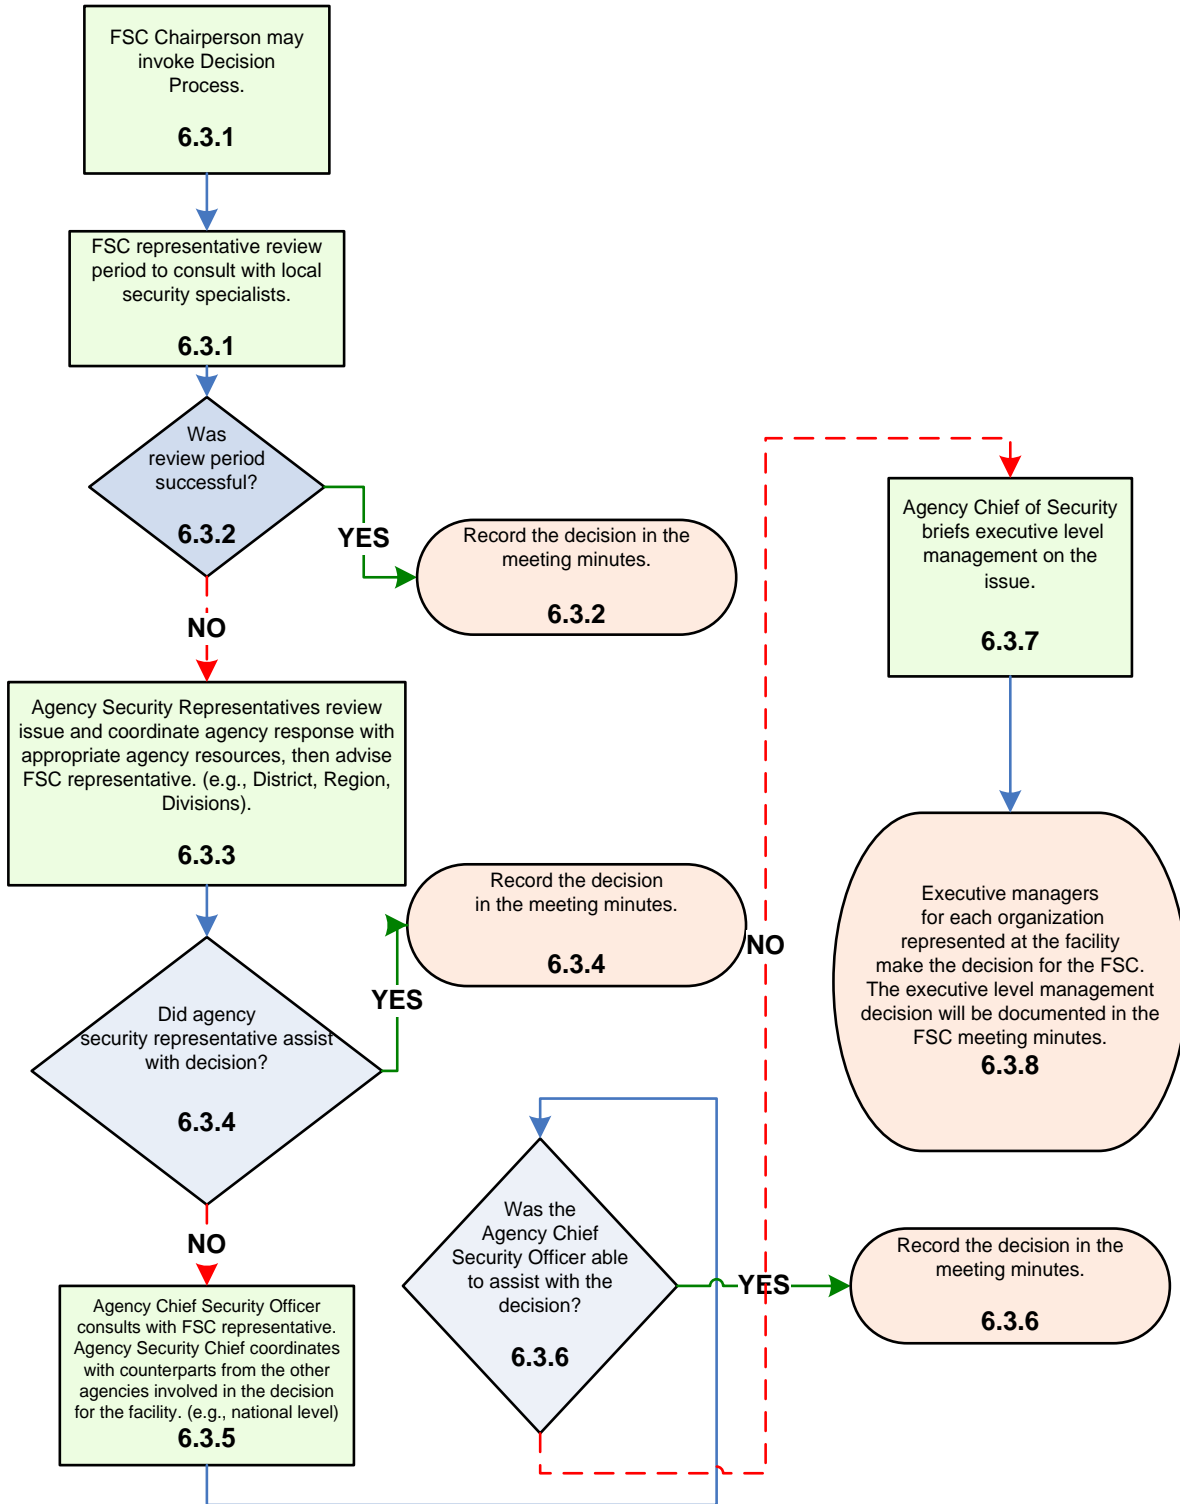 FSC Chairperson may
invoke Decision
Process.
6.3.1
FSC representative review
period to consult with local
security specialists.
6.3.1
Was
review period
successful?
6.3.2
YES
Record the decision in the
meeting minutes.
6.3.2
NO
Agency Security Representatives review
issue and coordinate agency response with
appropriate agency resources, then advise
FSC representative. (e.g., District, Region,
Divisions).
6.3.3
Did agency
security representative assist
with decision?
6.3.4
YES
Record the decision
in the meeting minutes.
6.3.4
NO
Agency Chief Security Officer
consults with FSC representative.
Agency Security Chief coordinates
with counterparts from the other
agencies involved in the decision
for the facility. (e.g., national level)
6.3.5
Was the
Agency Chief
Security Officer able
to assist with the
decision?
6.3.6
YES
Record the decision in the
meeting minutes.
6.3.6
NO
Agency Chief of Security
briefs executive level
management on the
issue.
6.3.7
Executive managers
for each organization
represented at the facility
make the decision for the FSC.
The executive level management
decision will be documented in the
FSC meeting minutes.
6.3.8